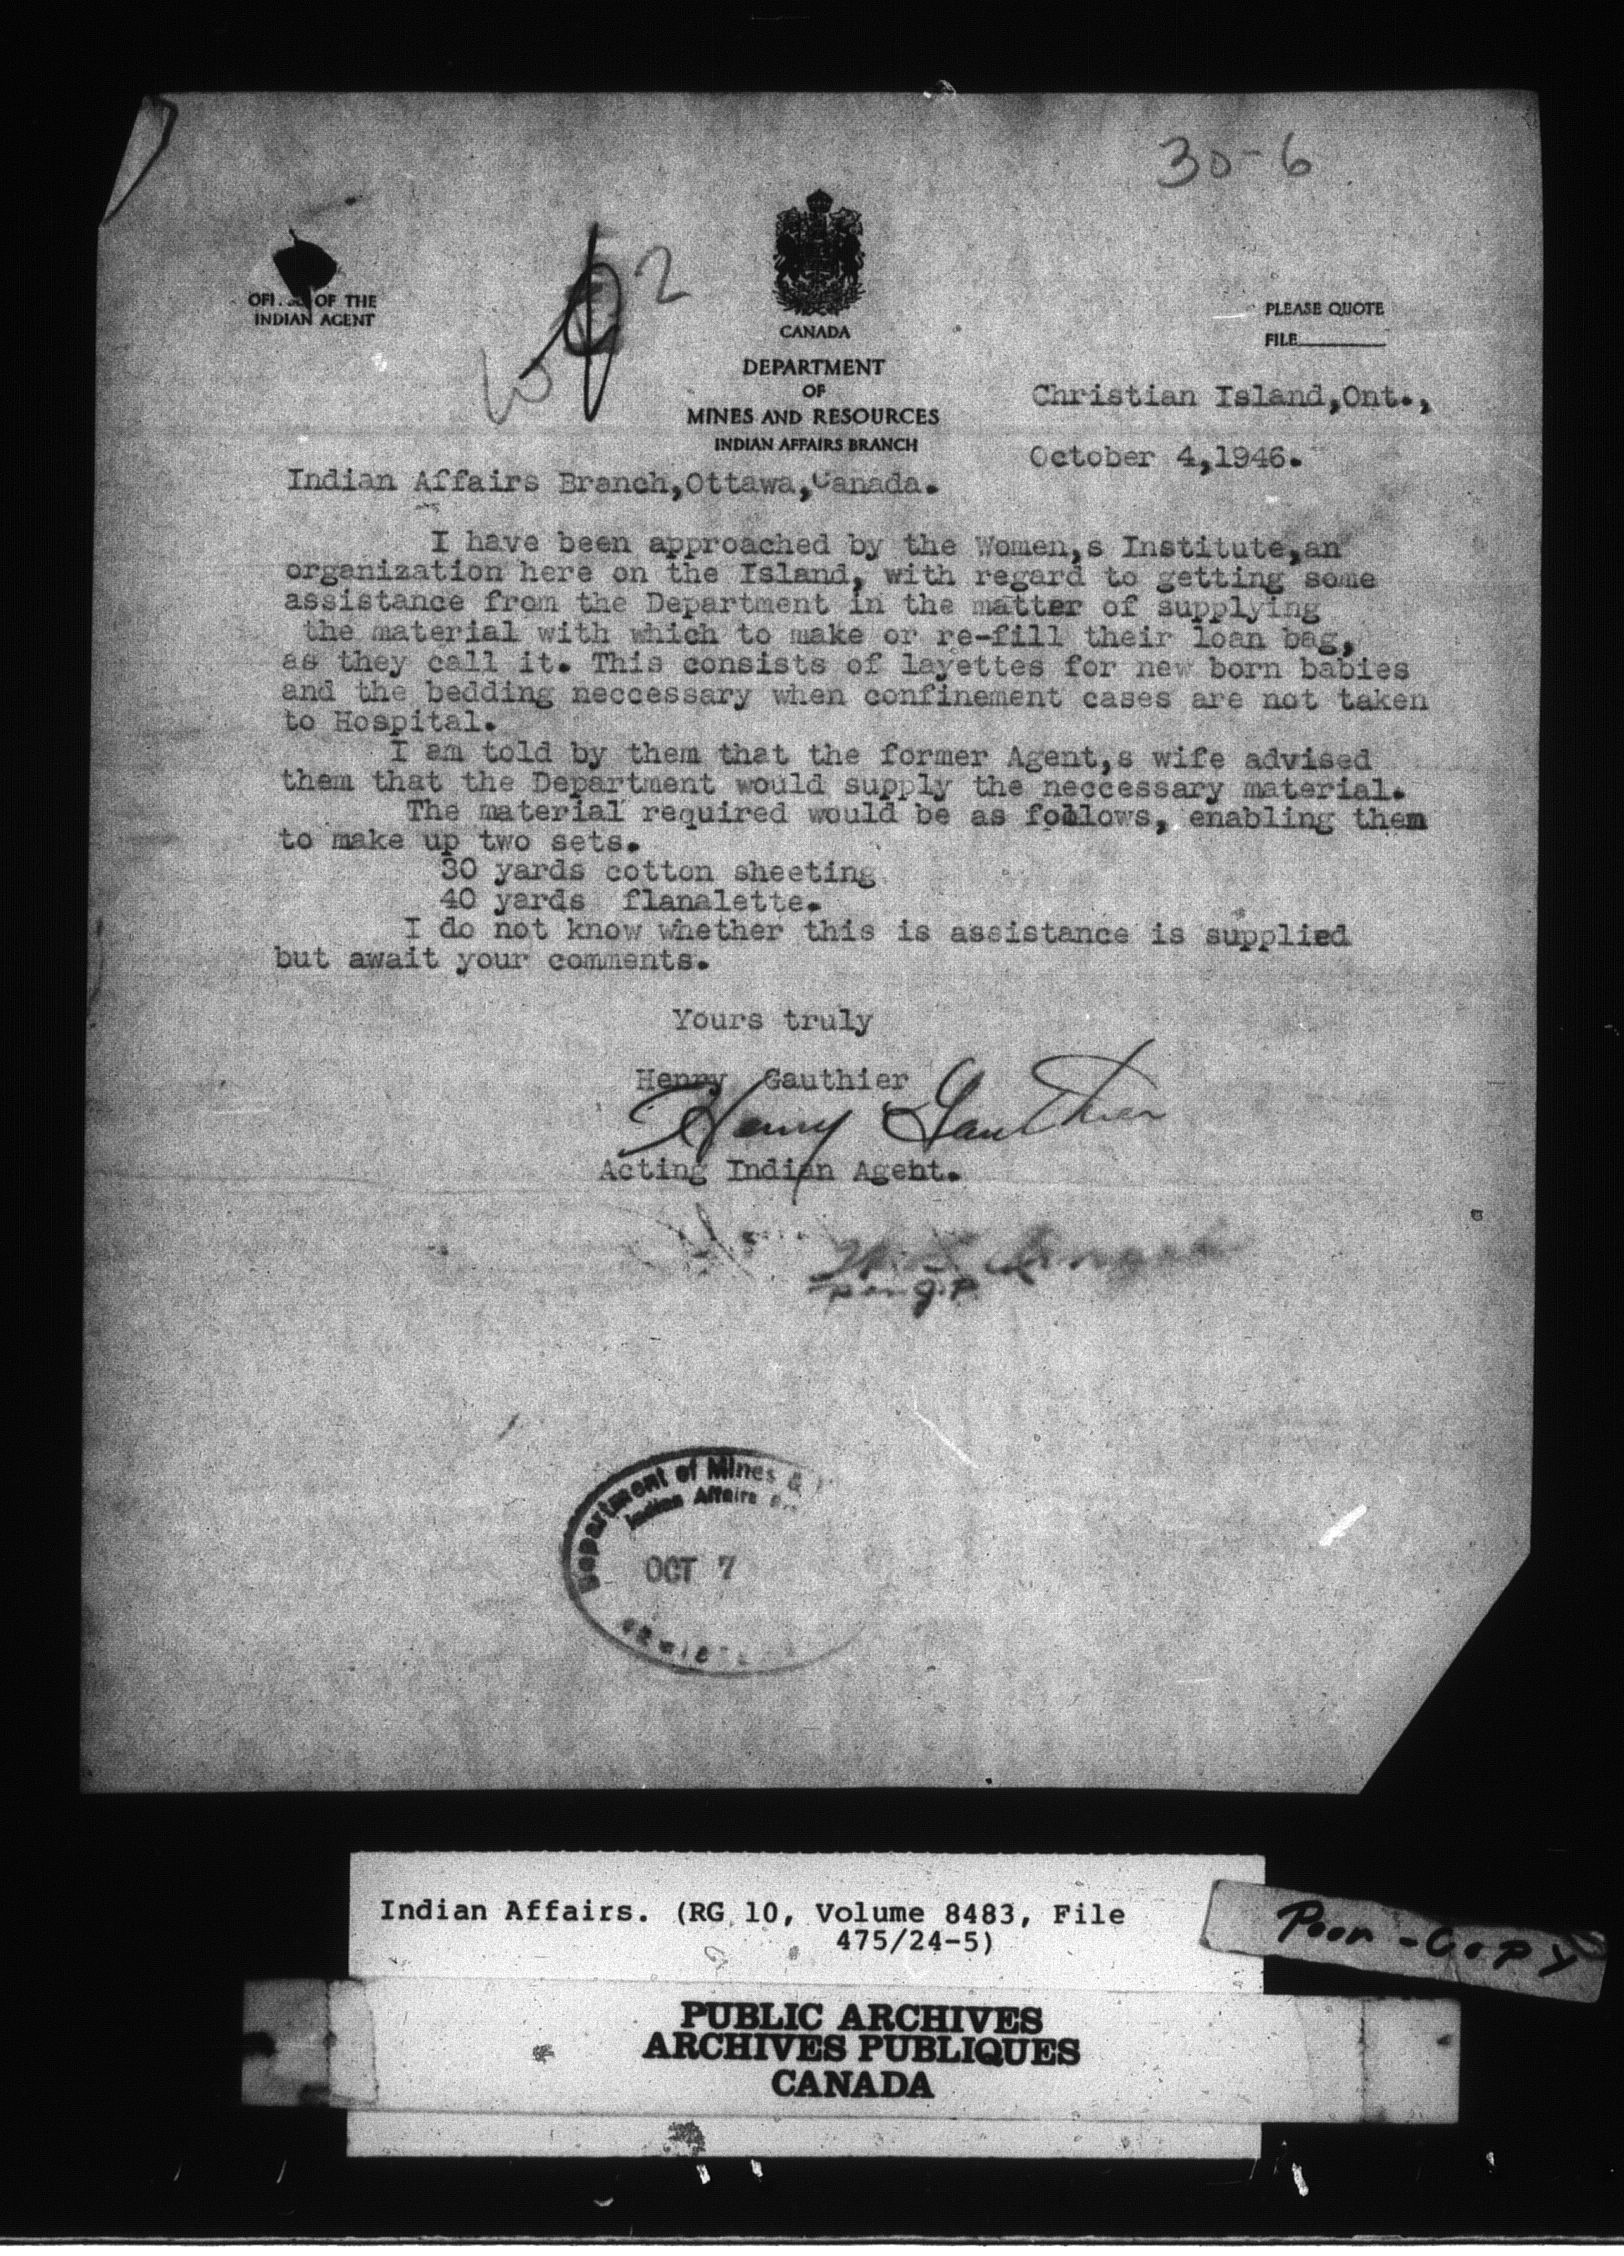 30-6
OF THE
INDIAN AGENT
2
CANADA
DEPARTMENT
OF
MINES AND RESOURCES
INDIAN AFFAIRS BRANCH
PLEASE QUOTE
FILE
Christian Island,Ont.,
October 4,1946.
Indian Affairs Branch,Ottawa,Canada.
I have been approached by the Women,s Institute,an
organization here on the Island, with regard to getting some
assistance from the Department in the matter of supplying
the material with which to make or re-fill their loan bag,
as they call it. This consists of layettes for new born babies
and the bedding neccessary when confinement cases are not taken
to Hospital.
I am told by them that the former Agent,s wife advised
them that the Department would supply the neccessary material.
The material required would be as follows, enabling them
to make up two sets.
30 yards cotton sheeting
40 yards flanalette.
I do not know whether this is assistance is supplied
but await your comments.
Yours truly
Henry Gauthier
Henry Gauthier
Acting Indian Agent.
Department of Mines &
Indian Affairs
OCT 7
Indian Affairs. (RG 10, Volume 8483, File
475/24-5)
Poor-Copy
PUBLIC ARCHIVES
ARCHIVES PUBLIQUES
CANADA